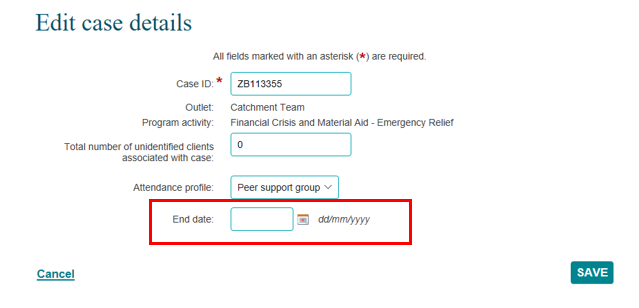 Edit case details
All fields marked with an asterisk (*) are required.
Case ID: * ZB113355
Outlet: Catchment Team
Program activity: Financial Crisis and Material Aid - Emergency Relief
Total number of unidentified clients
associated with case: 0
Attendance profile: Peer support group
End date: dd/mm/yyyy
Cancel SAVE